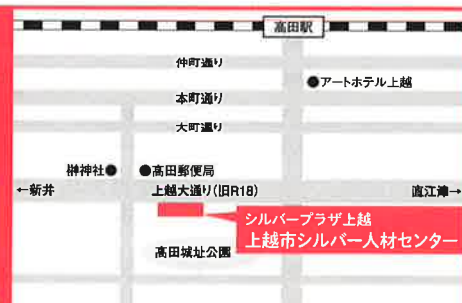 高田駅
仲町通り
●アートホテル上越
本町通り
大町通り
榊神社●
●高田郵便局
←新井
上越大通り(旧R18)
直江津→
シルバープラザ上越
上越市シルバー人材センター
高田城址公園